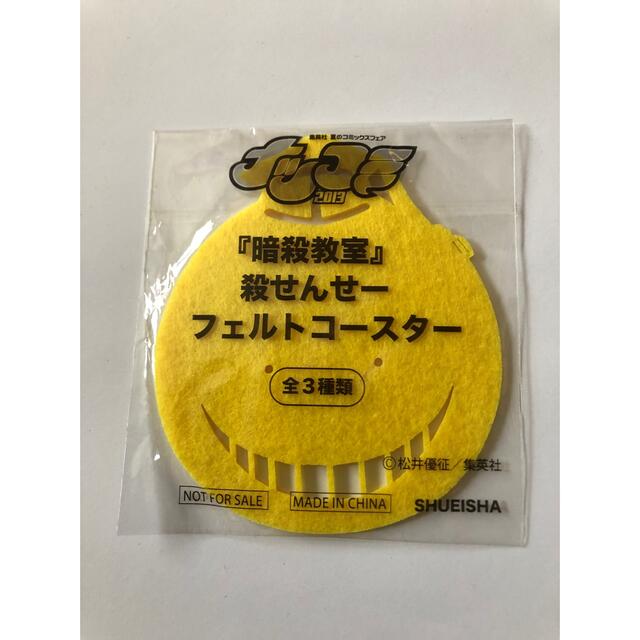 集英社 夏のコミックスフェア
ナツコミ
2013
『暗殺教室』
殺せんせー
フェルトコースター
全3種類
©松井優征/集英社
NOT FOR SALE
MADE IN CHINA
SHUEISHA